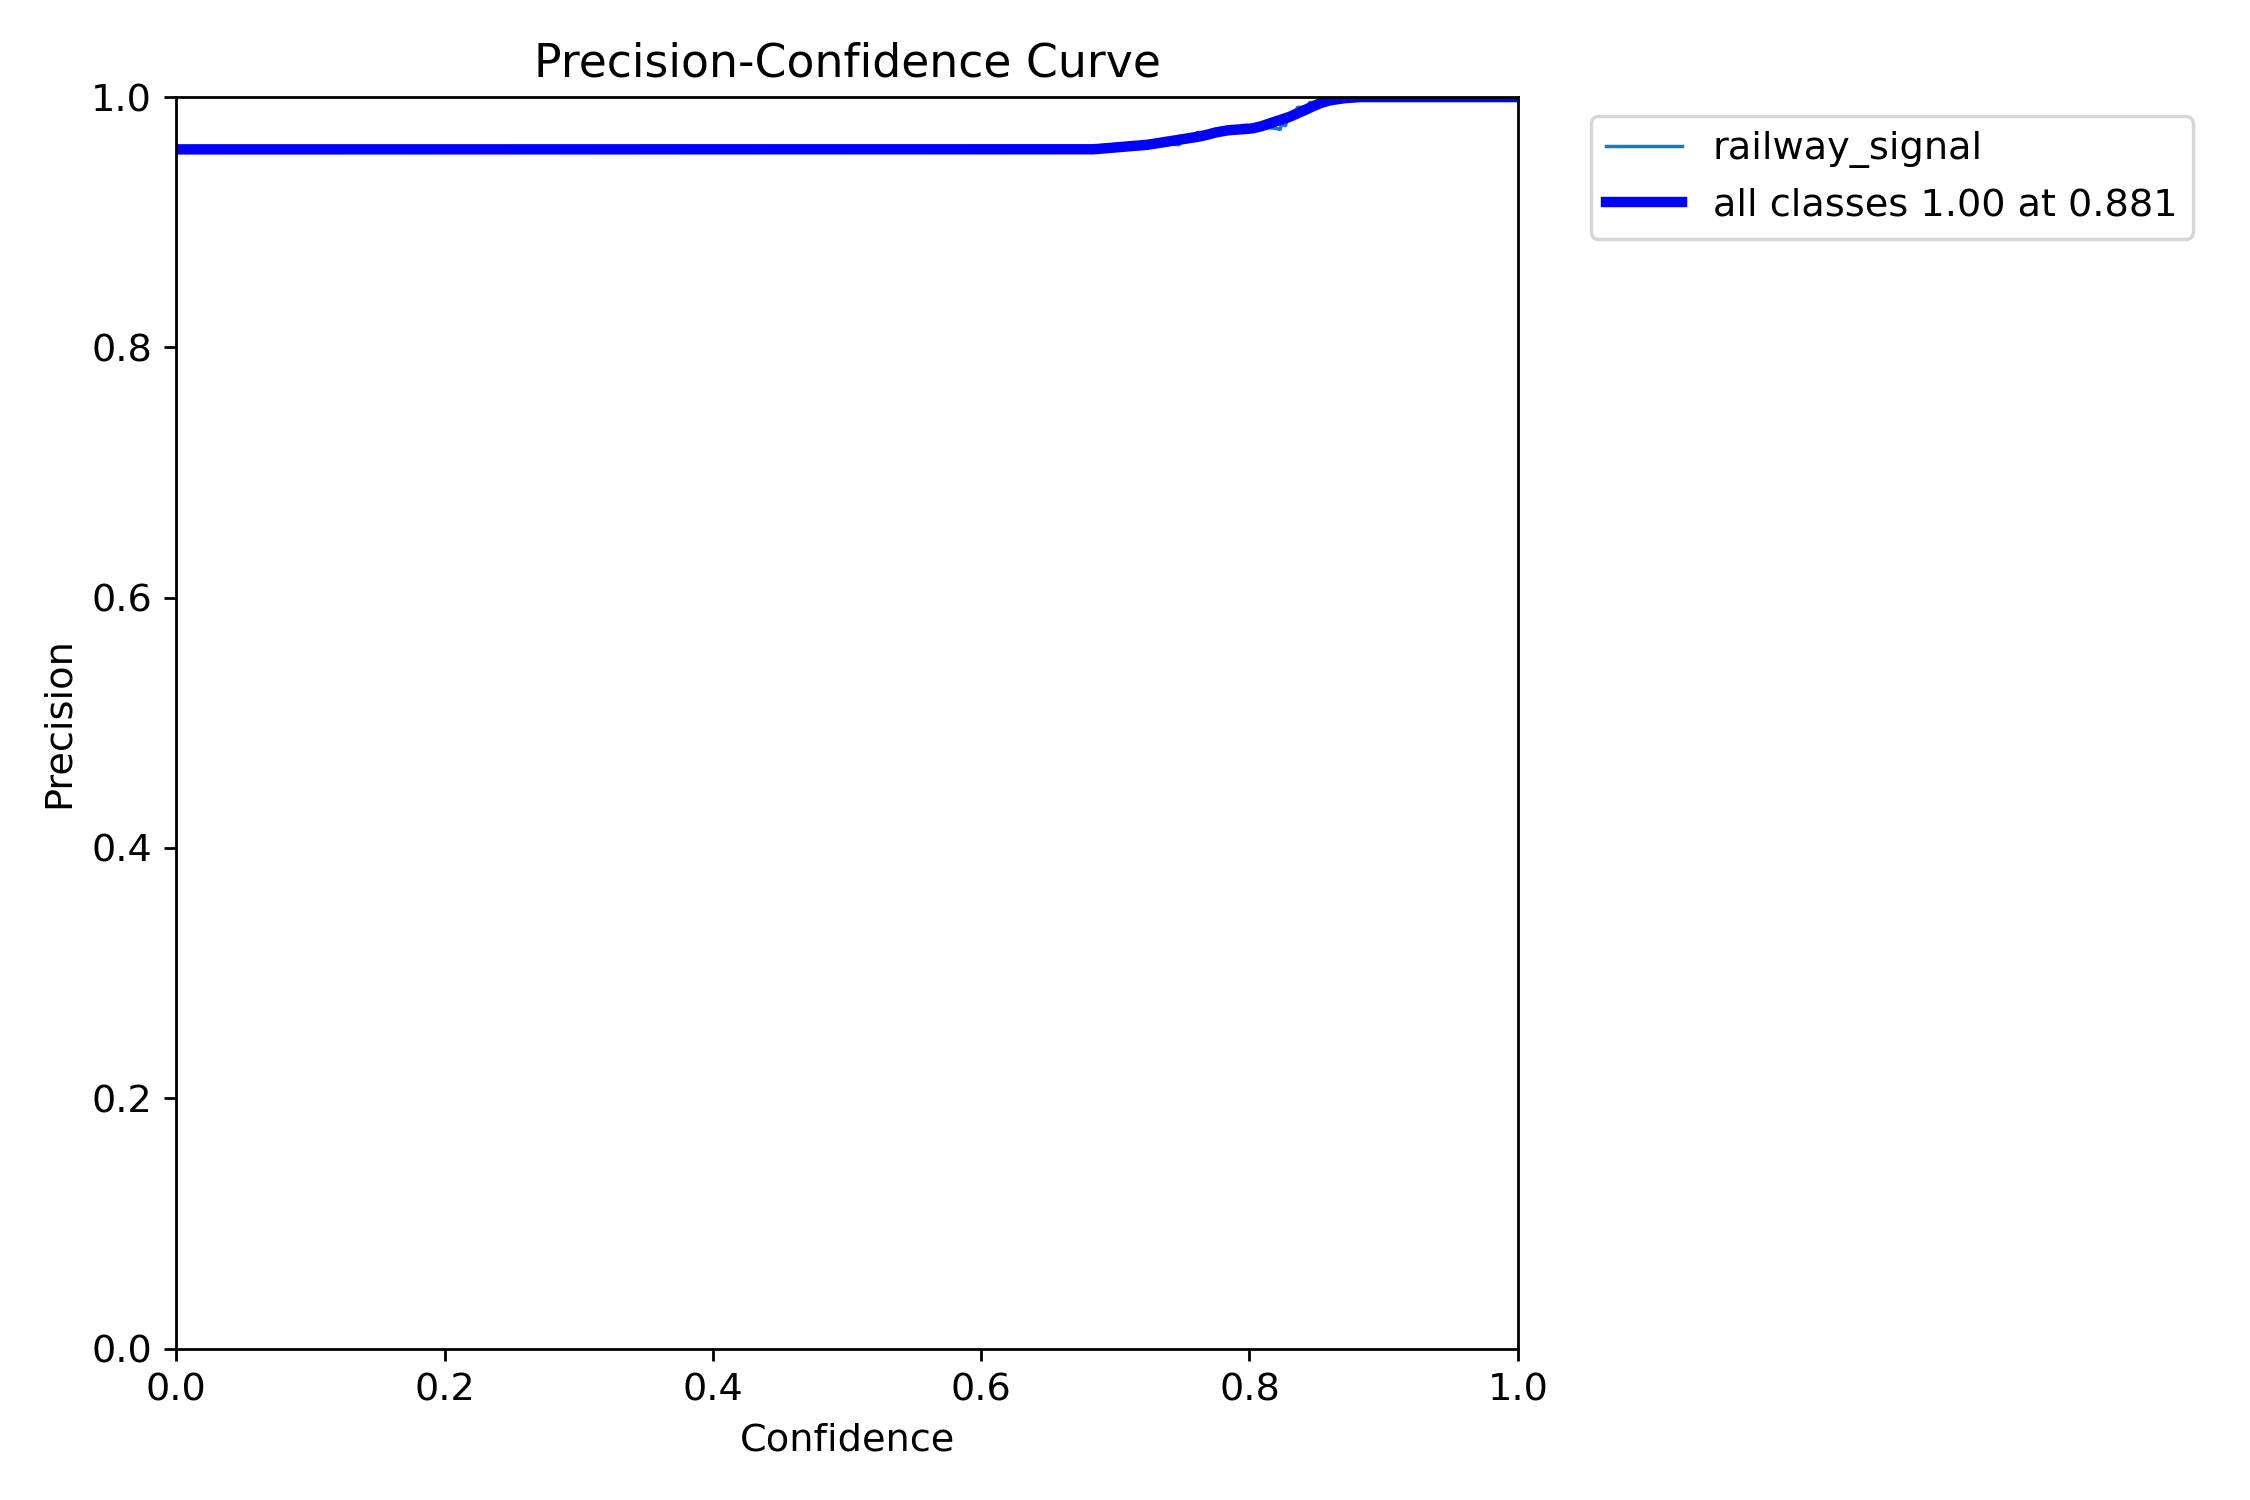 Precision-Confidence Curve
1.0
0.8
0.6
0.4
0.2
0.0
Precision
0.0 0.2 0.4 0.6 0.8 1.0
Confidence
railway_signal
all classes 1.00 at 0.881